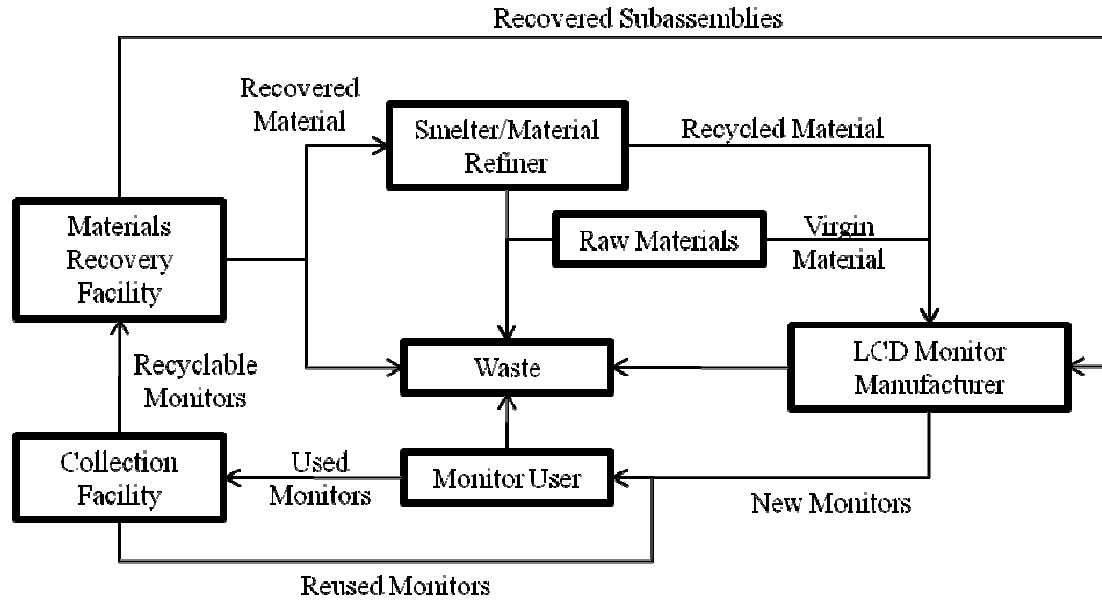 Recovered Subassemblies
Recovered
Material
Smelter/Material
Refiner
Recycled Material
Materials
Recovery
Facility
Raw Materials
Virgin
Material
Recyclable
Monitors
Waste
LCD Monitor
Manufacturer
Collection
Facility
Used
Monitors
Monitor User
New Monitors
Reused Monitors